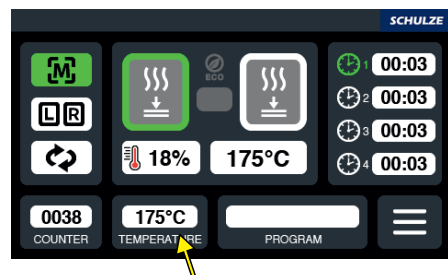 SCHULZE
M
1 00:03
ECO
L R
2 00:03
3 00:03
18% 175°C
4 00:03
0038 175°C
COUNTER TEMPERATURE PROGRAM